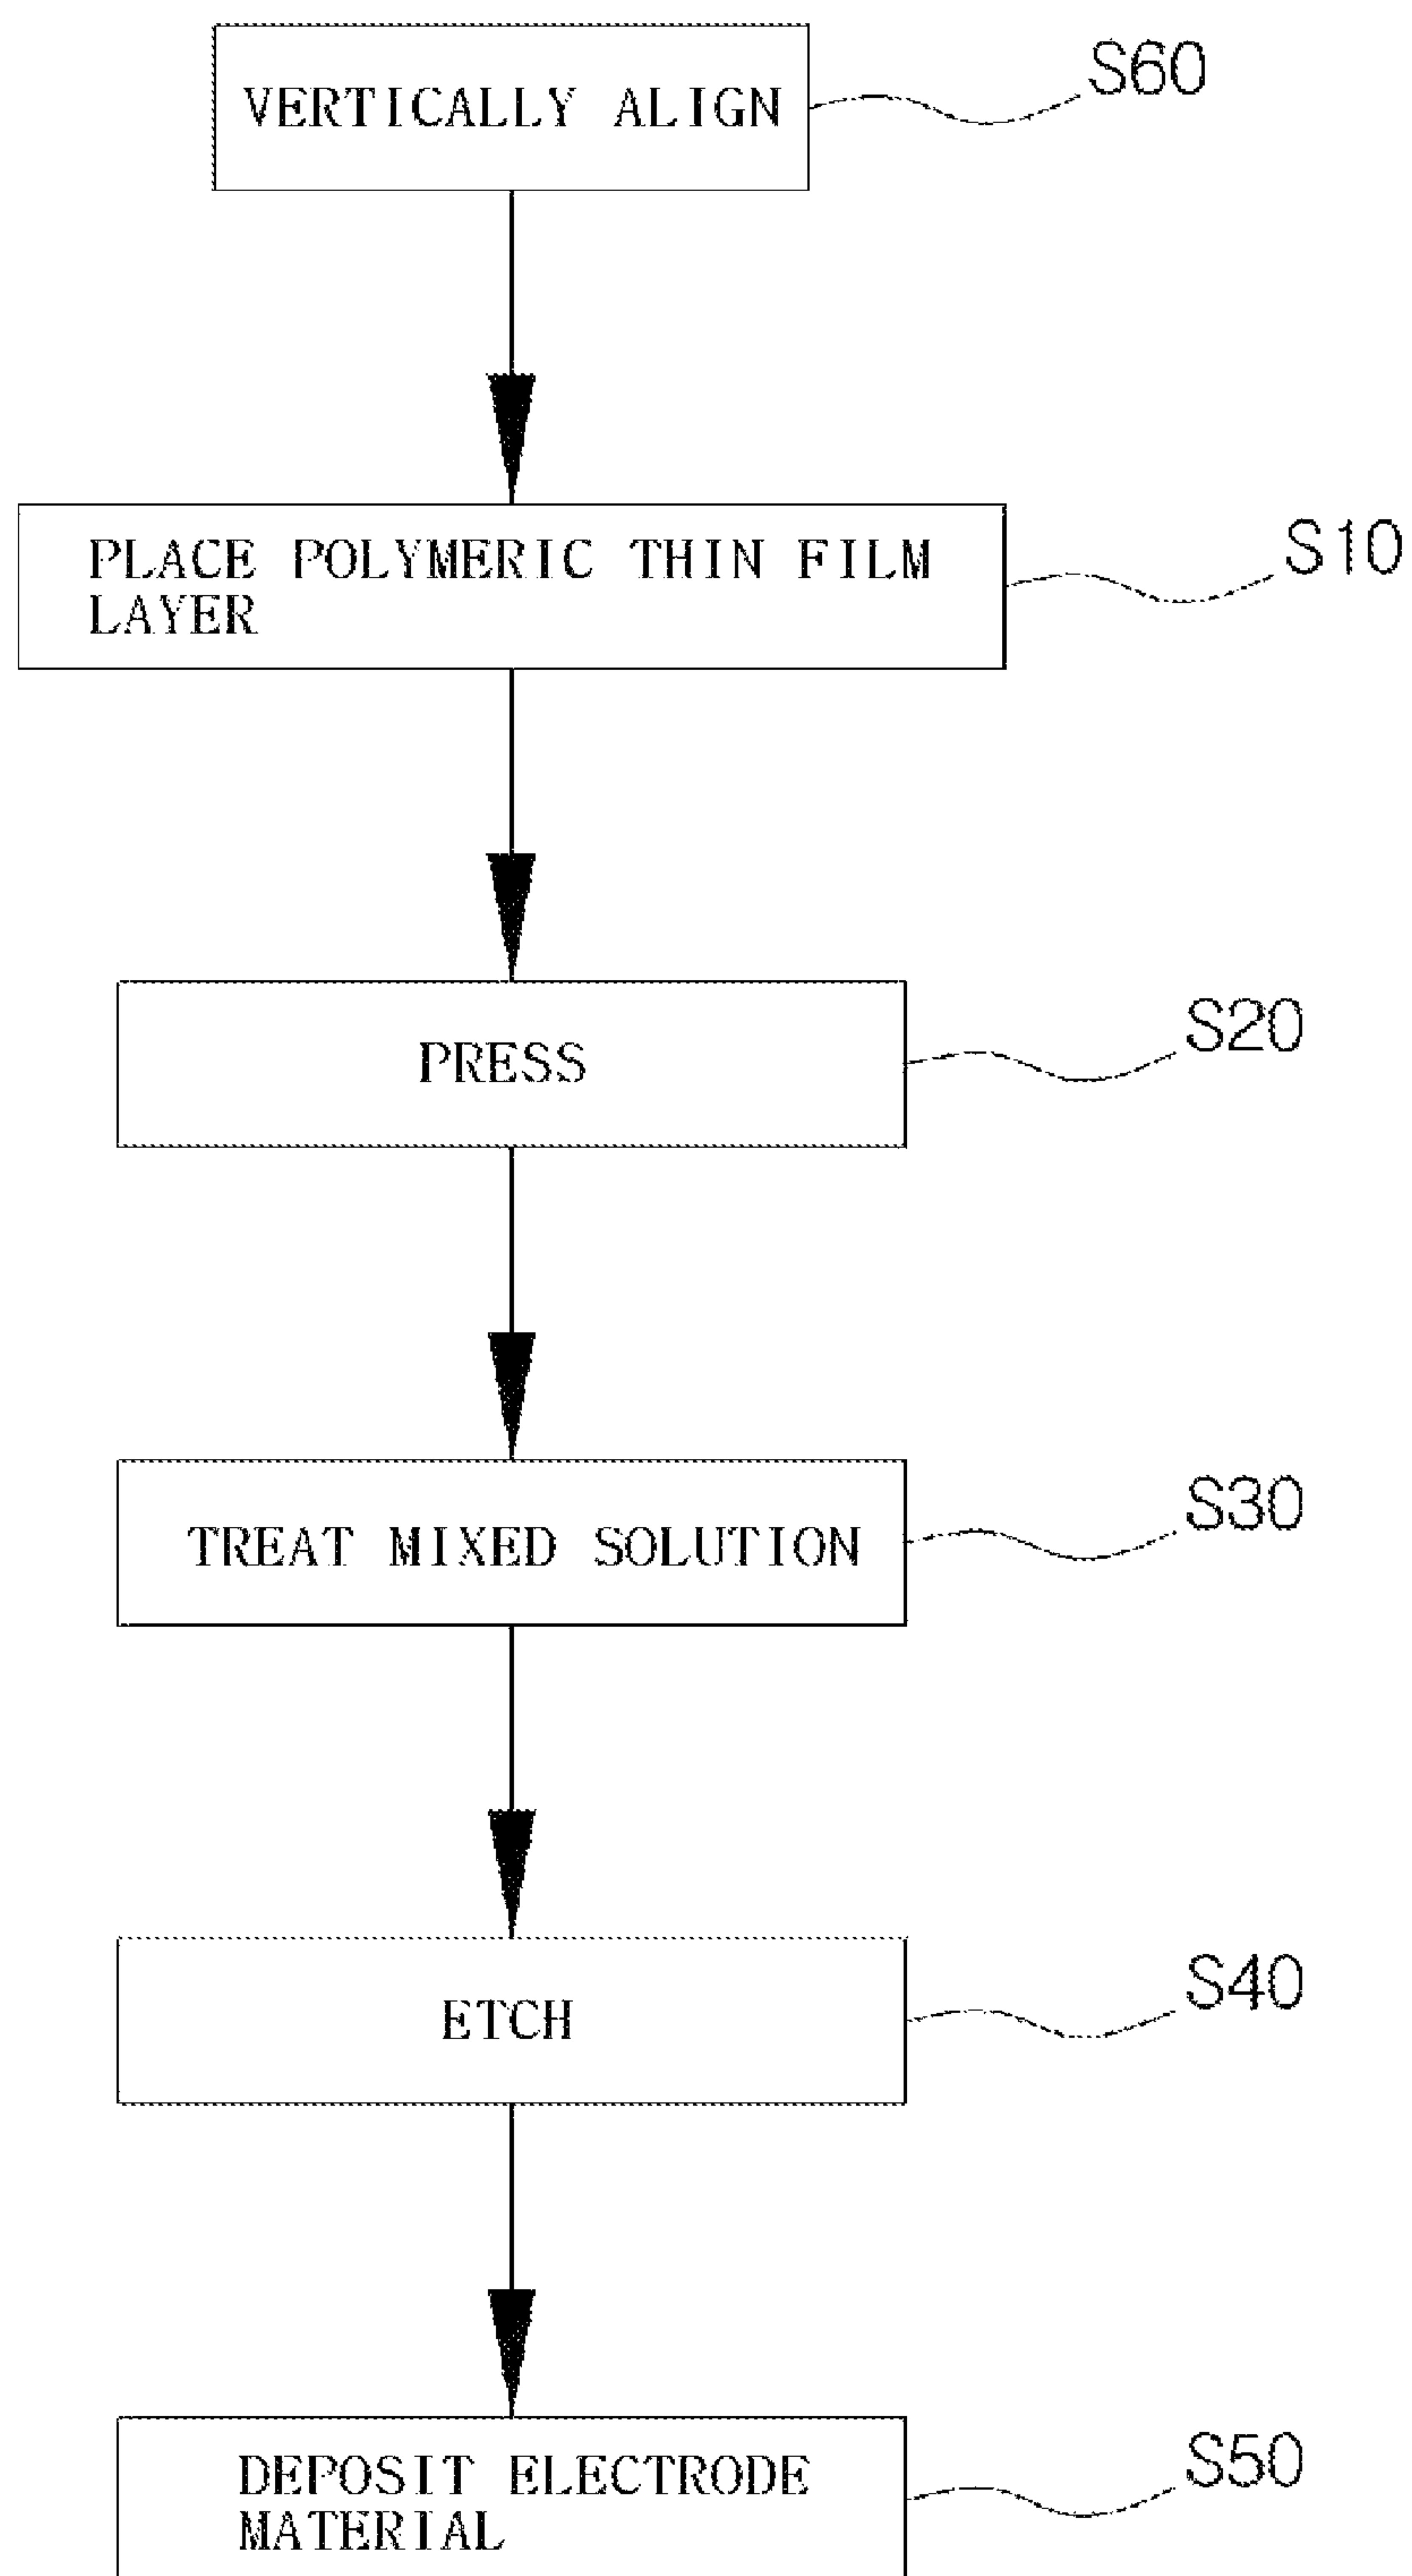 VERTICALLY ALIGN
S60
PLACE POLYMERIC THIN FILM
LAYER
S10
PRESS
S20
TREAT MIXED SOLUTION
S30
ETCH
S40
DEPOSIT ELECTRODE
MATERIAL
S50